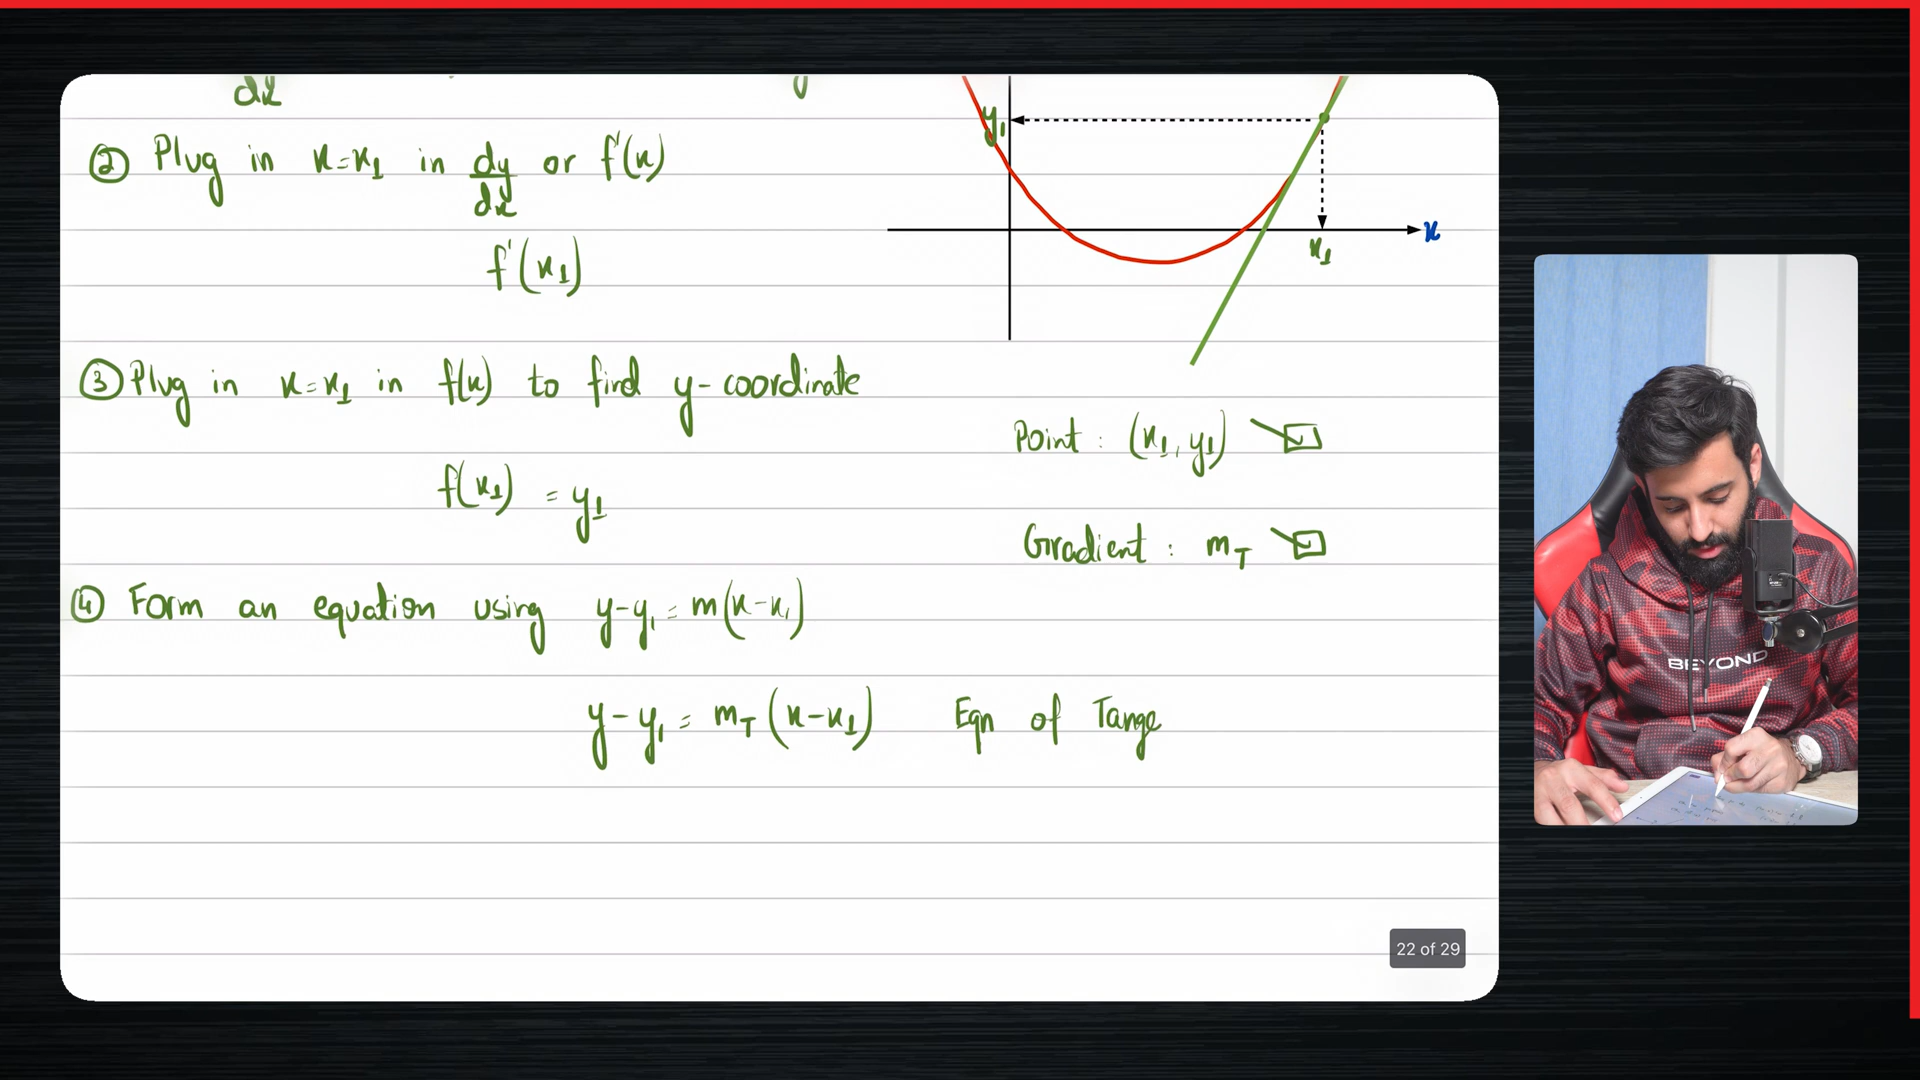 dx
② Plug in x=x₁ in dy/dx or f'(x)
f'(x₁)
③ Plug in x=x₁ in f(x) to find y-coordinate
f(x₁) = y₁
④ Form an equation using y-y₁ = m(x-x₁)
y-y₁ = m_T (x-x₁) Eqn of Tange
y₁
x
x₁
Point : (x₁, y₁)
Gradient : m_T
22 of 29
BEYOND